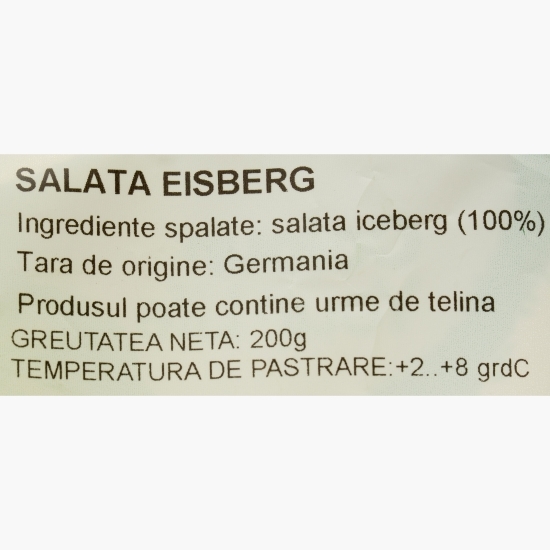 SALATA EISBERG
Ingrediente spalate: salata iceberg (100%)
Tara de origine: Germania
Produsul poate contine urme de telina
GREUTATEA NETA: 200g
TEMPERATURA DE PASTRARE:+2..+8 grdC